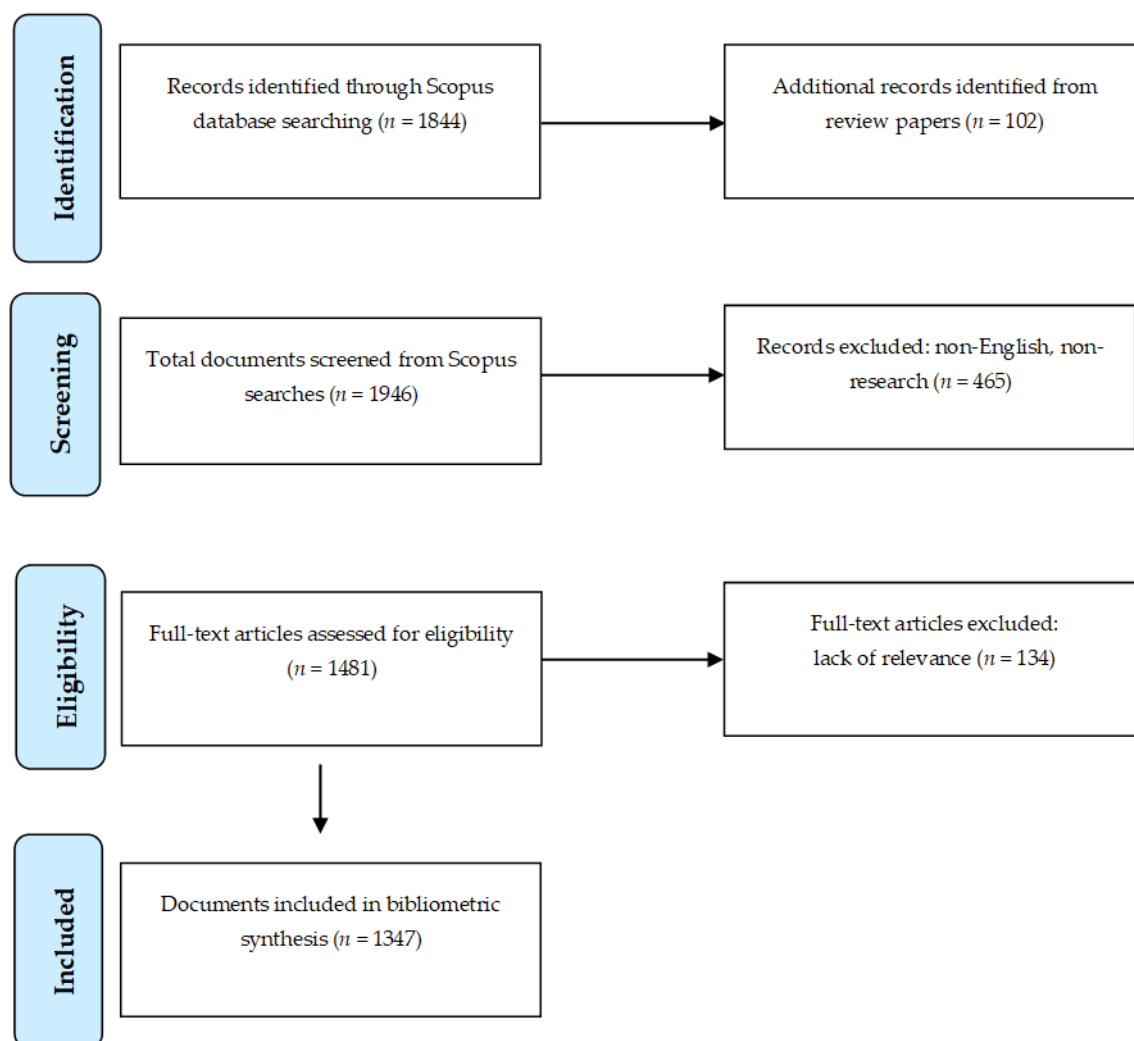 Identification
Records identified through Scopus
database searching (n = 1844)
Additional records identified from
review papers (n = 102)
Screening
Total documents screened from Scopus
searches (n = 1946)
Records excluded: non-English, non-
research (n = 465)
Eligibility
Full-text articles assessed for eligibility
(n = 1481)
Full-text articles excluded:
lack of relevance (n = 134)
Included
Documents included in bibliometric
synthesis (n = 1347)